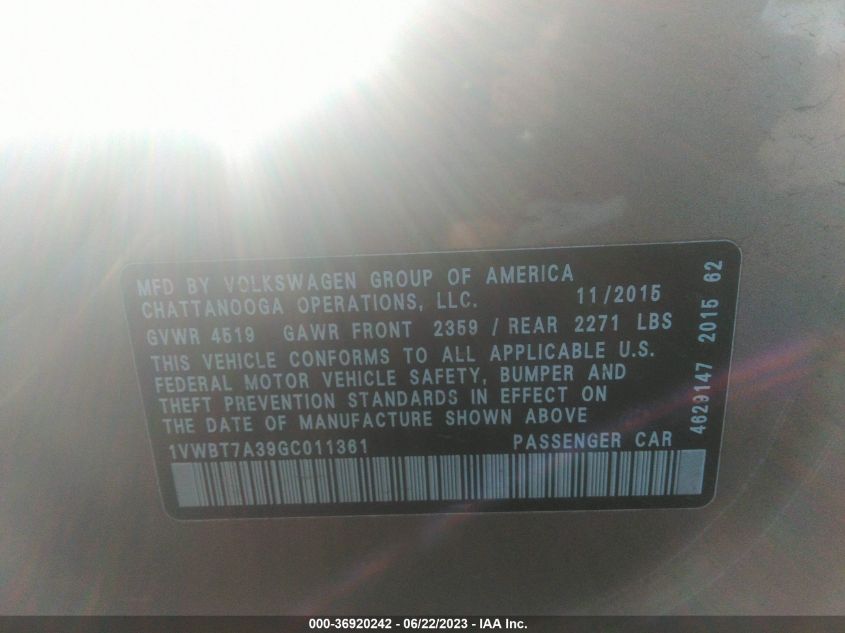 MFD BY VOLKSWAGEN GROUP OF AMERICA
CHATTANOOGA OPERATIONS, LLC. 11/2015
GVWR 4519 GAWR FRONT 2359 / REAR 2271 LBS
THIS VEHICLE CONFORMS TO ALL APPLICABLE U.S.
FEDERAL MOTOR VEHICLE SAFETY, BUMPER AND
THEFT PREVENTION STANDARDS IN EFFECT ON
THE DATE OF MANUFACTURE SHOWN ABOVE
1VWBT7A39GC011361 PASSENGER CAR
4629147 2015 62
000-36920242 - 06/22/2023 - IAA Inc.